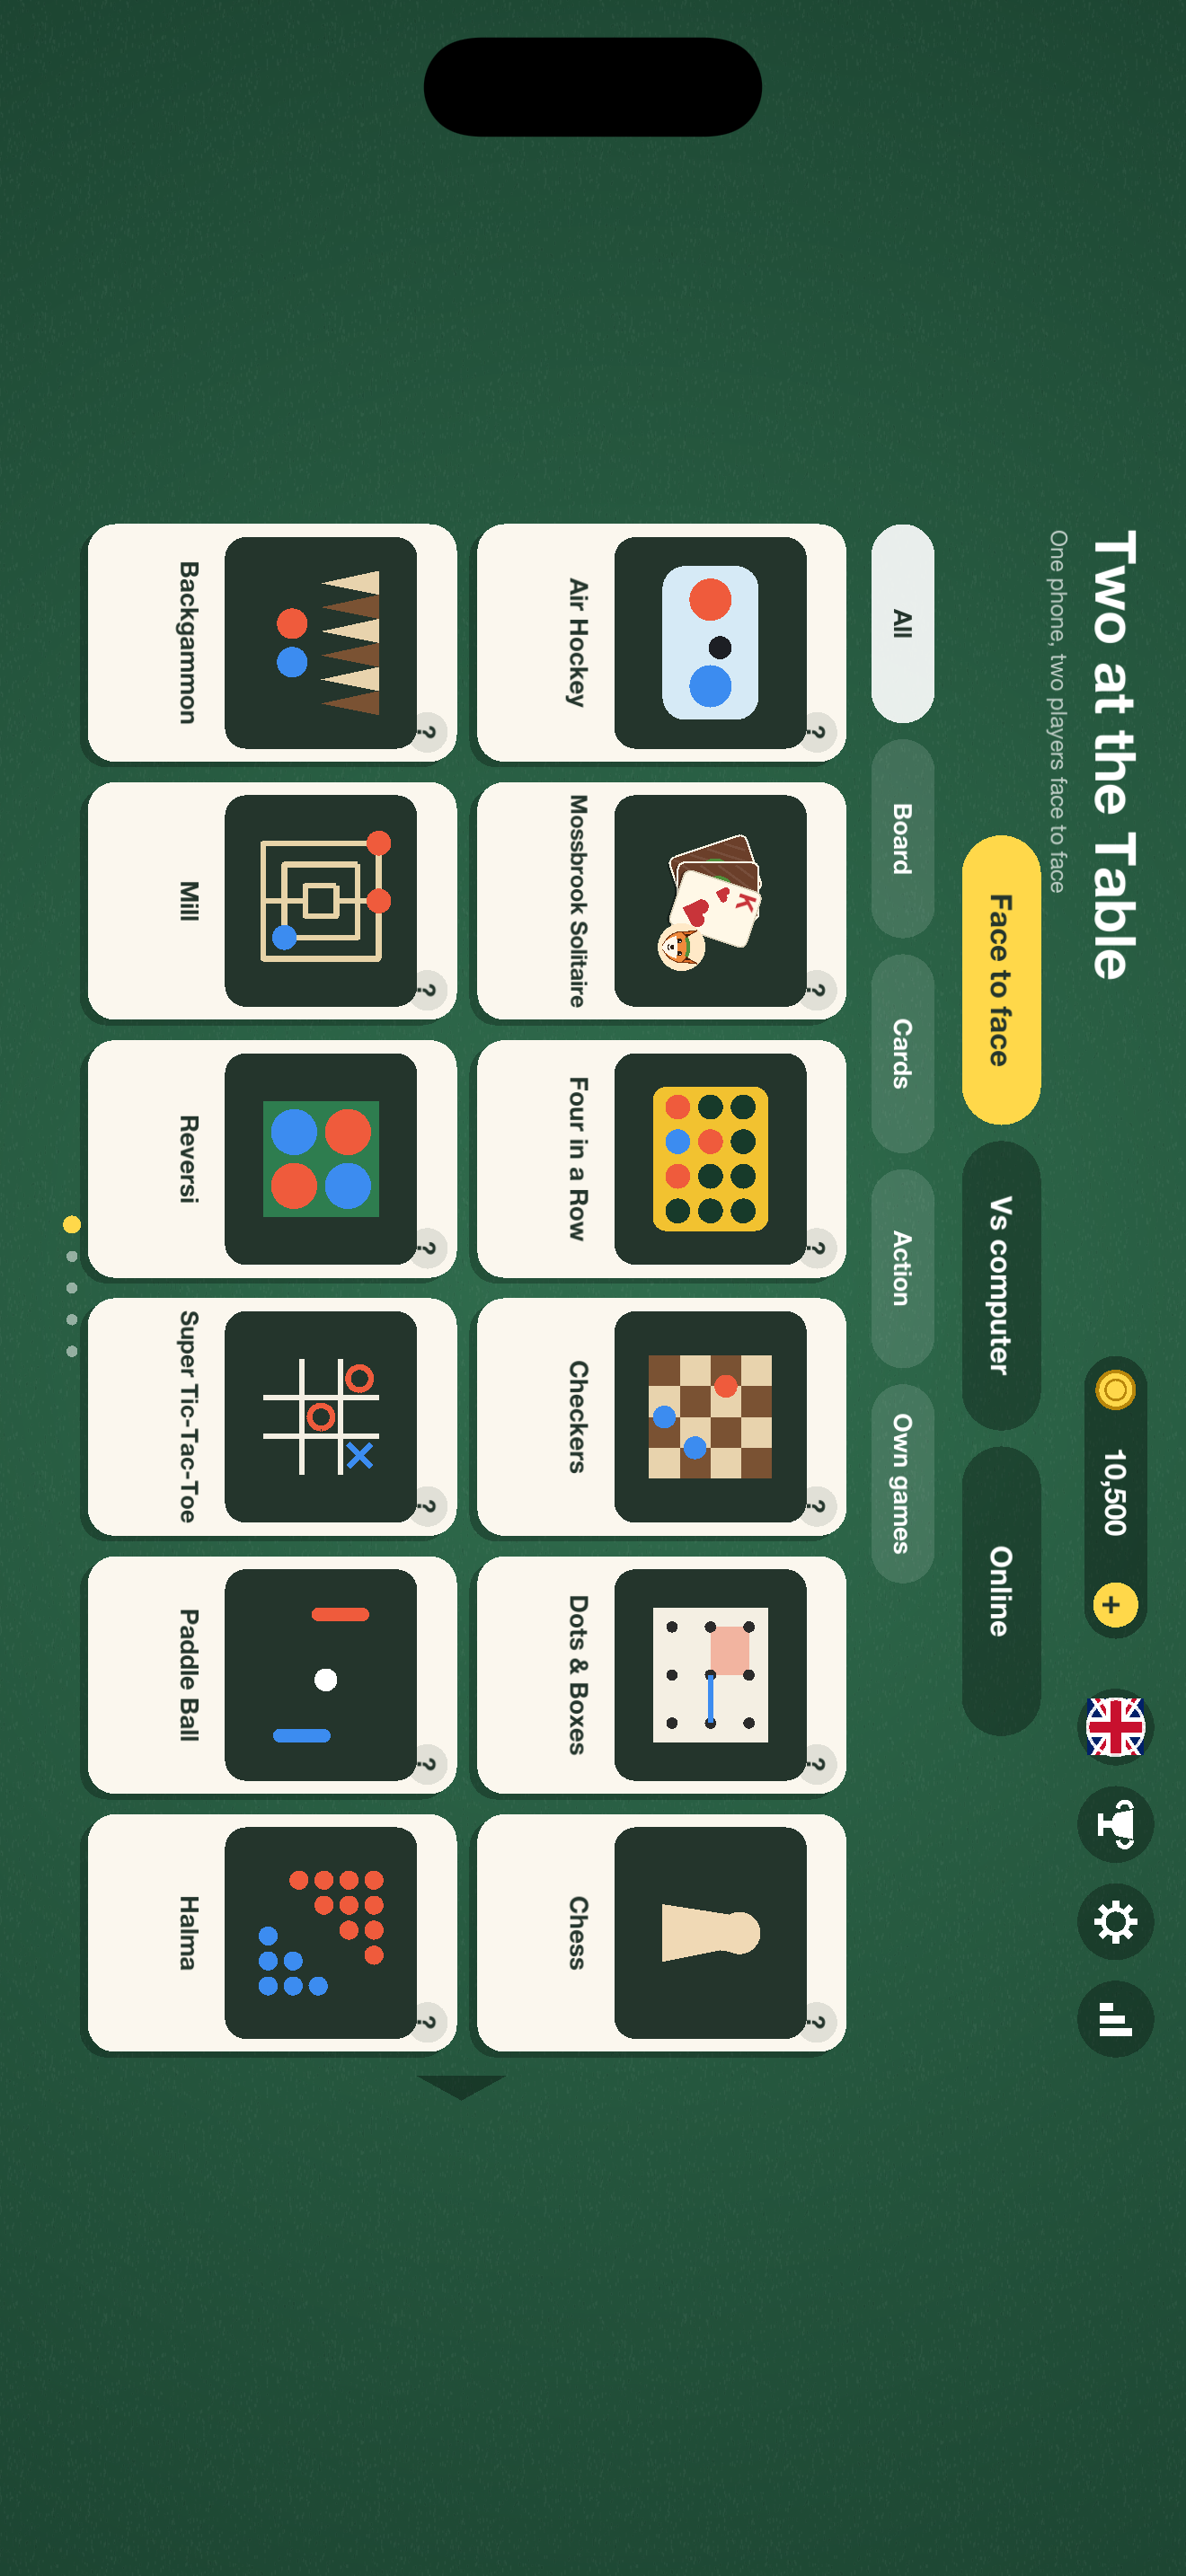 Two at the Table
One phone, two players face to face
10,500
+
Face to face
Vs computer
Online
All
Board
Cards
Action
Own games
?
?
?
?
?
?
K
Air Hockey
Mossbrook Solitaire
Four in a Row
Checkers
Dots & Boxes
Chess
?
?
?
?
?
?
Backgammon
Mill
Reversi
Super Tic-Tac-Toe
Paddle Ball
Halma